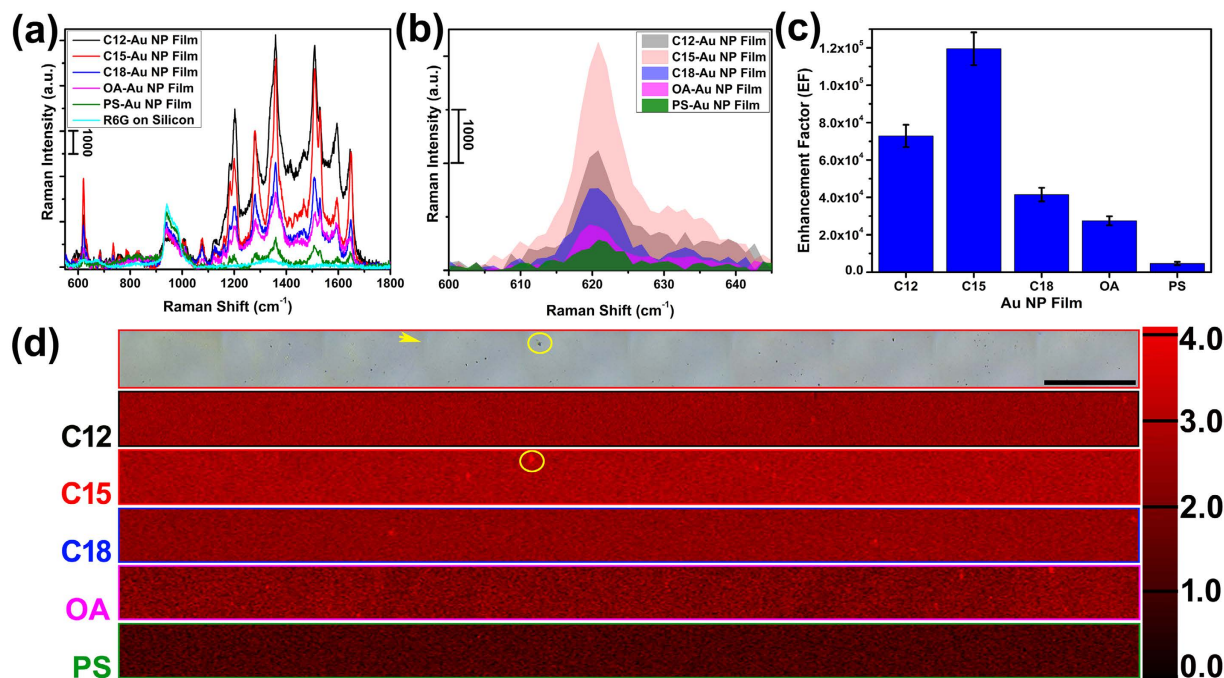 (a)
C12-Au NP Film
C15-Au NP Film
C18-Au NP Film
OA-Au NP Film
PS-Au NP Film
R6G on Silicon
1000
Raman Intensity (a.u.)
600 800 1000 1200 1400 1600 1800
Raman Shift (cm-1)
(b)
C12-Au NP Film
C15-Au NP Film
C18-Au NP Film
OA-Au NP Film
PS-Au NP Film
1000
Raman Intensity (a.u.)
600 610 620 630 640
Raman Shift (cm-1)
(c)
Enhancement Factor (EF)
1.2x10⁵
1.0x10⁵
8.0x10⁴
6.0x10⁴
4.0x10⁴
2.0x10⁴
0.0
C12 C15 C18 OA PS
Au NP Film
(d)
C12
C15
C18
OA
PS
4.0
3.0
2.0
1.0
0.0